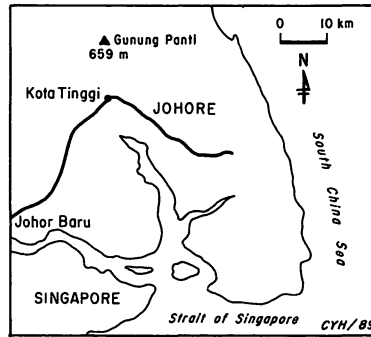 ▲ Gunung Panti
659 m
0 10 km
N
Kota Tinggi
JOHORE
South China Sea
Johor Baru
SINGAPORE
Strait of Singapore
CYH/89